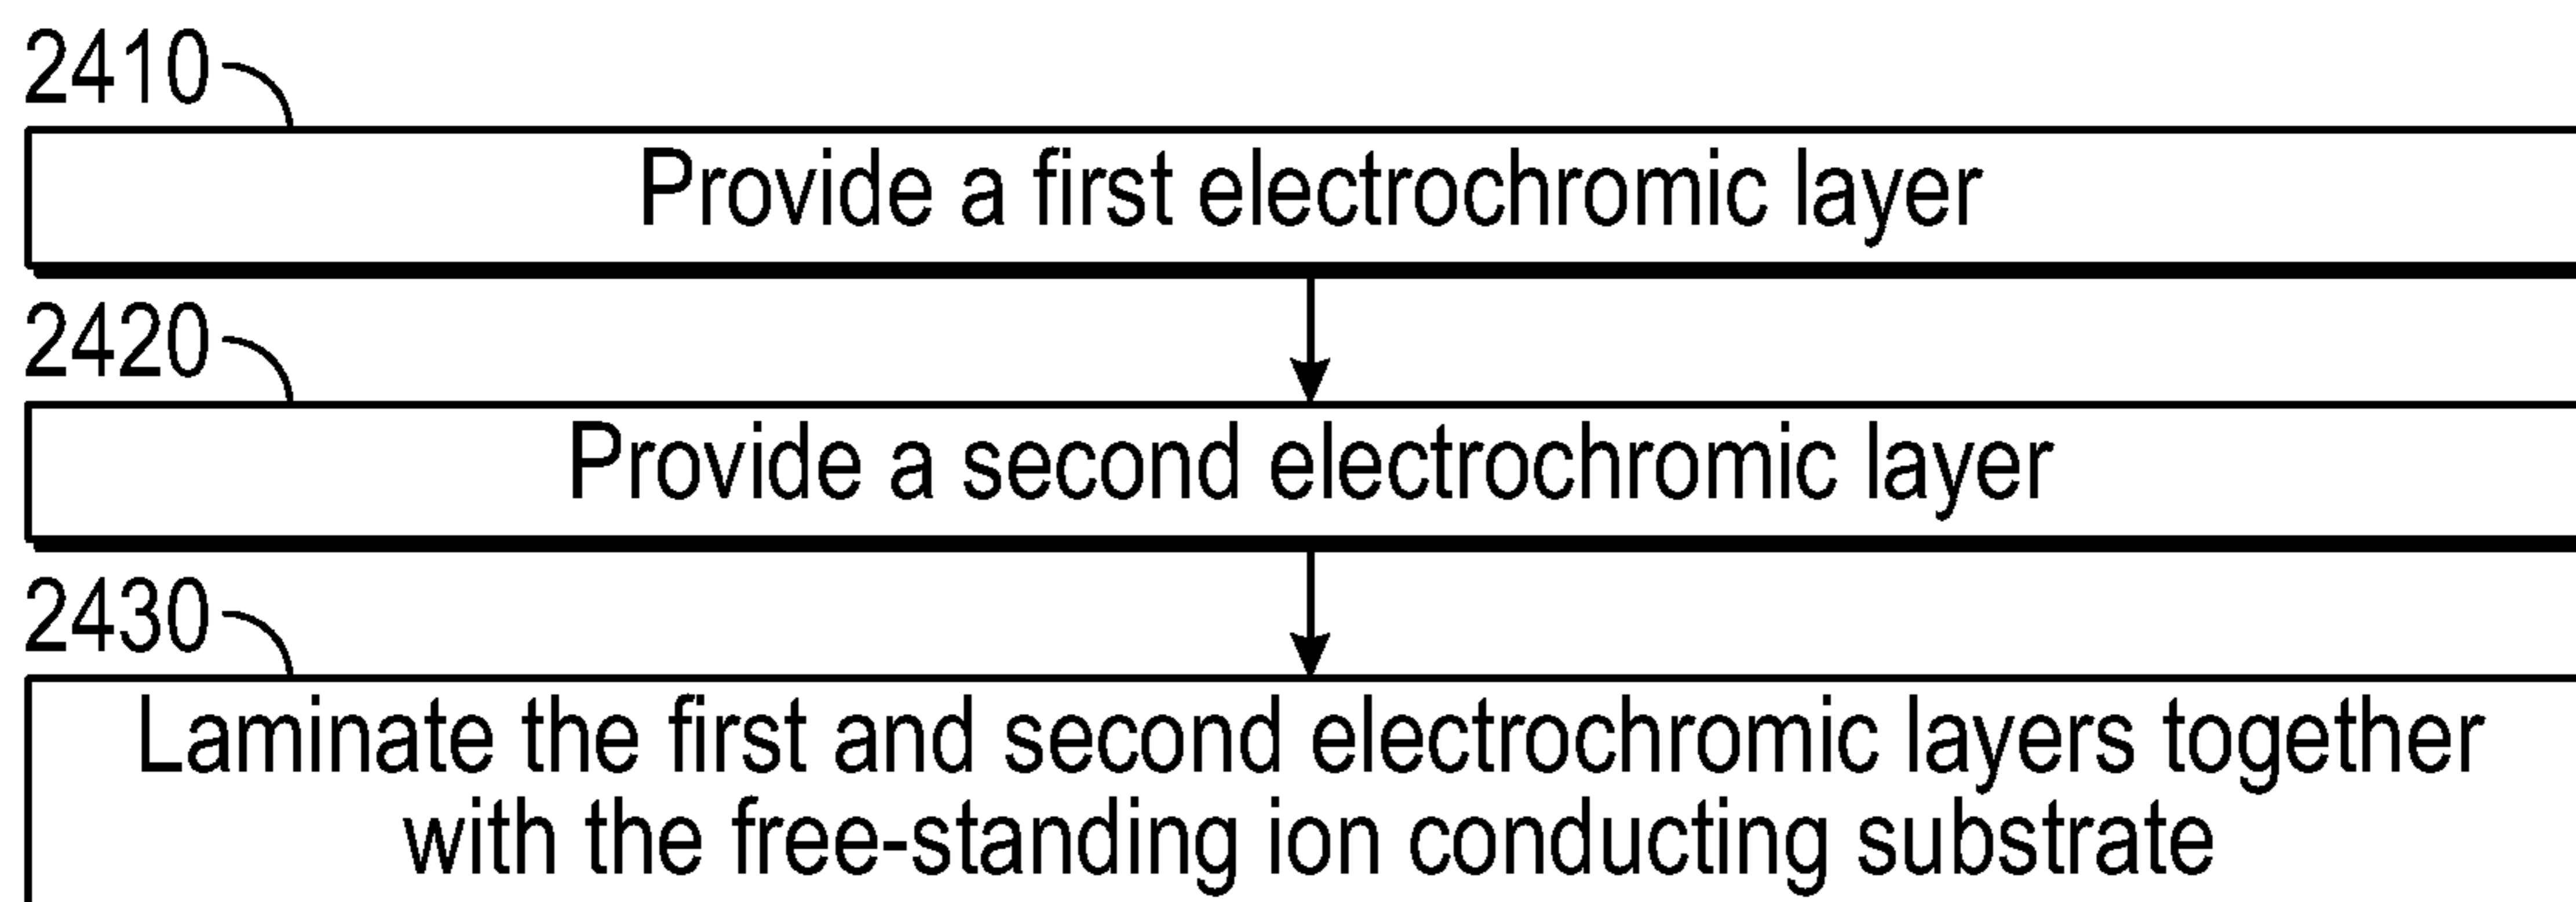 2410
Provide a first electrochromic layer
2420
Provide a second electrochromic layer
2430
Laminate the first and second electrochromic layers together
with the free-standing ion conducting substrate